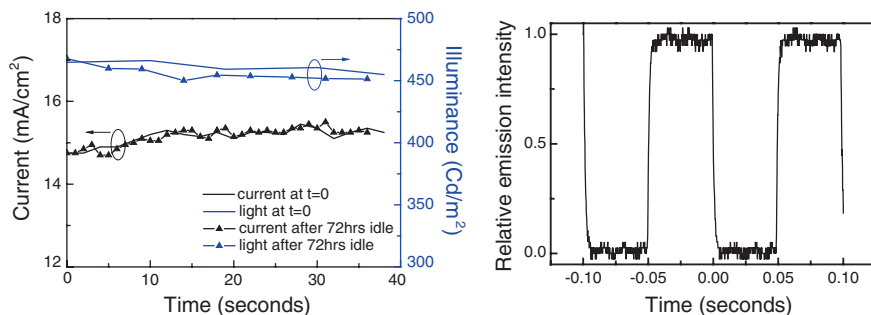 18
16
14
12
Current (mA/cm²)
500
450
400
350
300
Illuminance (Cd/m²)
current at t=0
light at t=0
current after 72hrs idle
light after 72hrs idle
0 10 20 30 40
Time (seconds)
1.0
0.5
0.0
Relative emission intensity
-0.10 -0.05 0.00 0.05 0.10
Time (seconds)